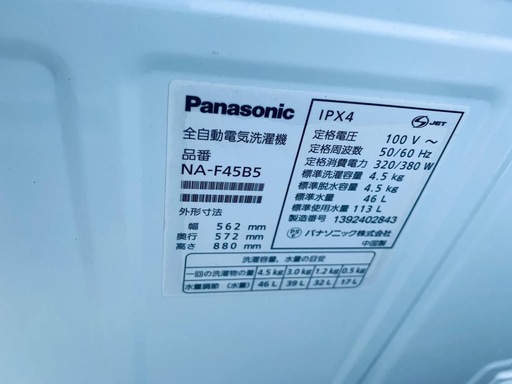 Panasonic
全自動電気洗濯機
品番
NA-F45B5
外形寸法
幅 562 mm
奥行 572 mm
高さ 880 mm
IPX4
S JET
定格電圧 100 V ~
定格周波数 50/60 Hz
定格消費電力 320/380 W
標準洗濯容量 4.5 kg
標準脱水容量 4.5 kg
標準水量 46 L
標準使用水量 113 L
製造番号 1392402843
PSE パナソニック株式会社
中国製
洗濯容量、水量の目安
一回の洗濯物の量 4.5 kg 3.0 kg 1.2 kg 0.5 kg
水量調節 (水量) 46 L 39 L 32 L 17 L